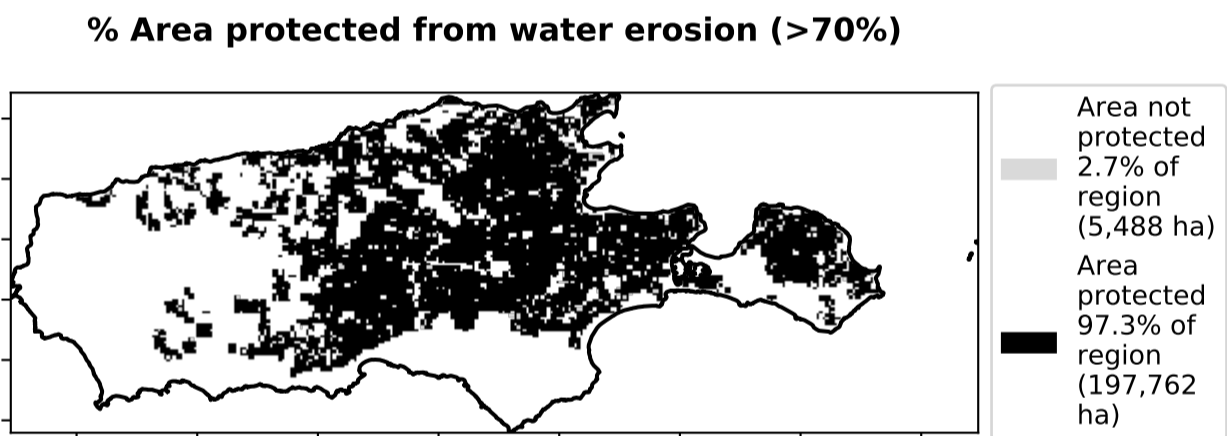 % Area protected from water erosion (>70%)
Area not
protected
2.7% of
region
(5,488 ha)
Area
protected
97.3% of
region
(197,762
ha)